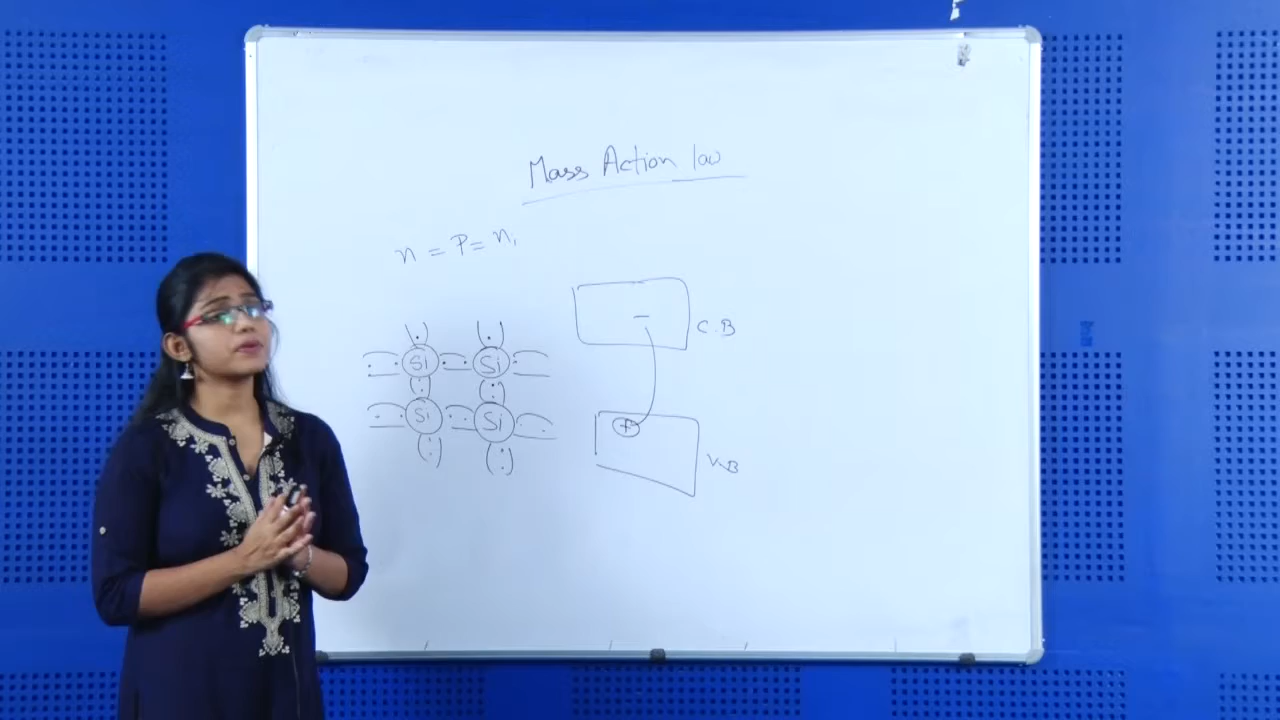 Mass Action law
n = P = nᵢ
C.B
Si Si
Si Si
V.B